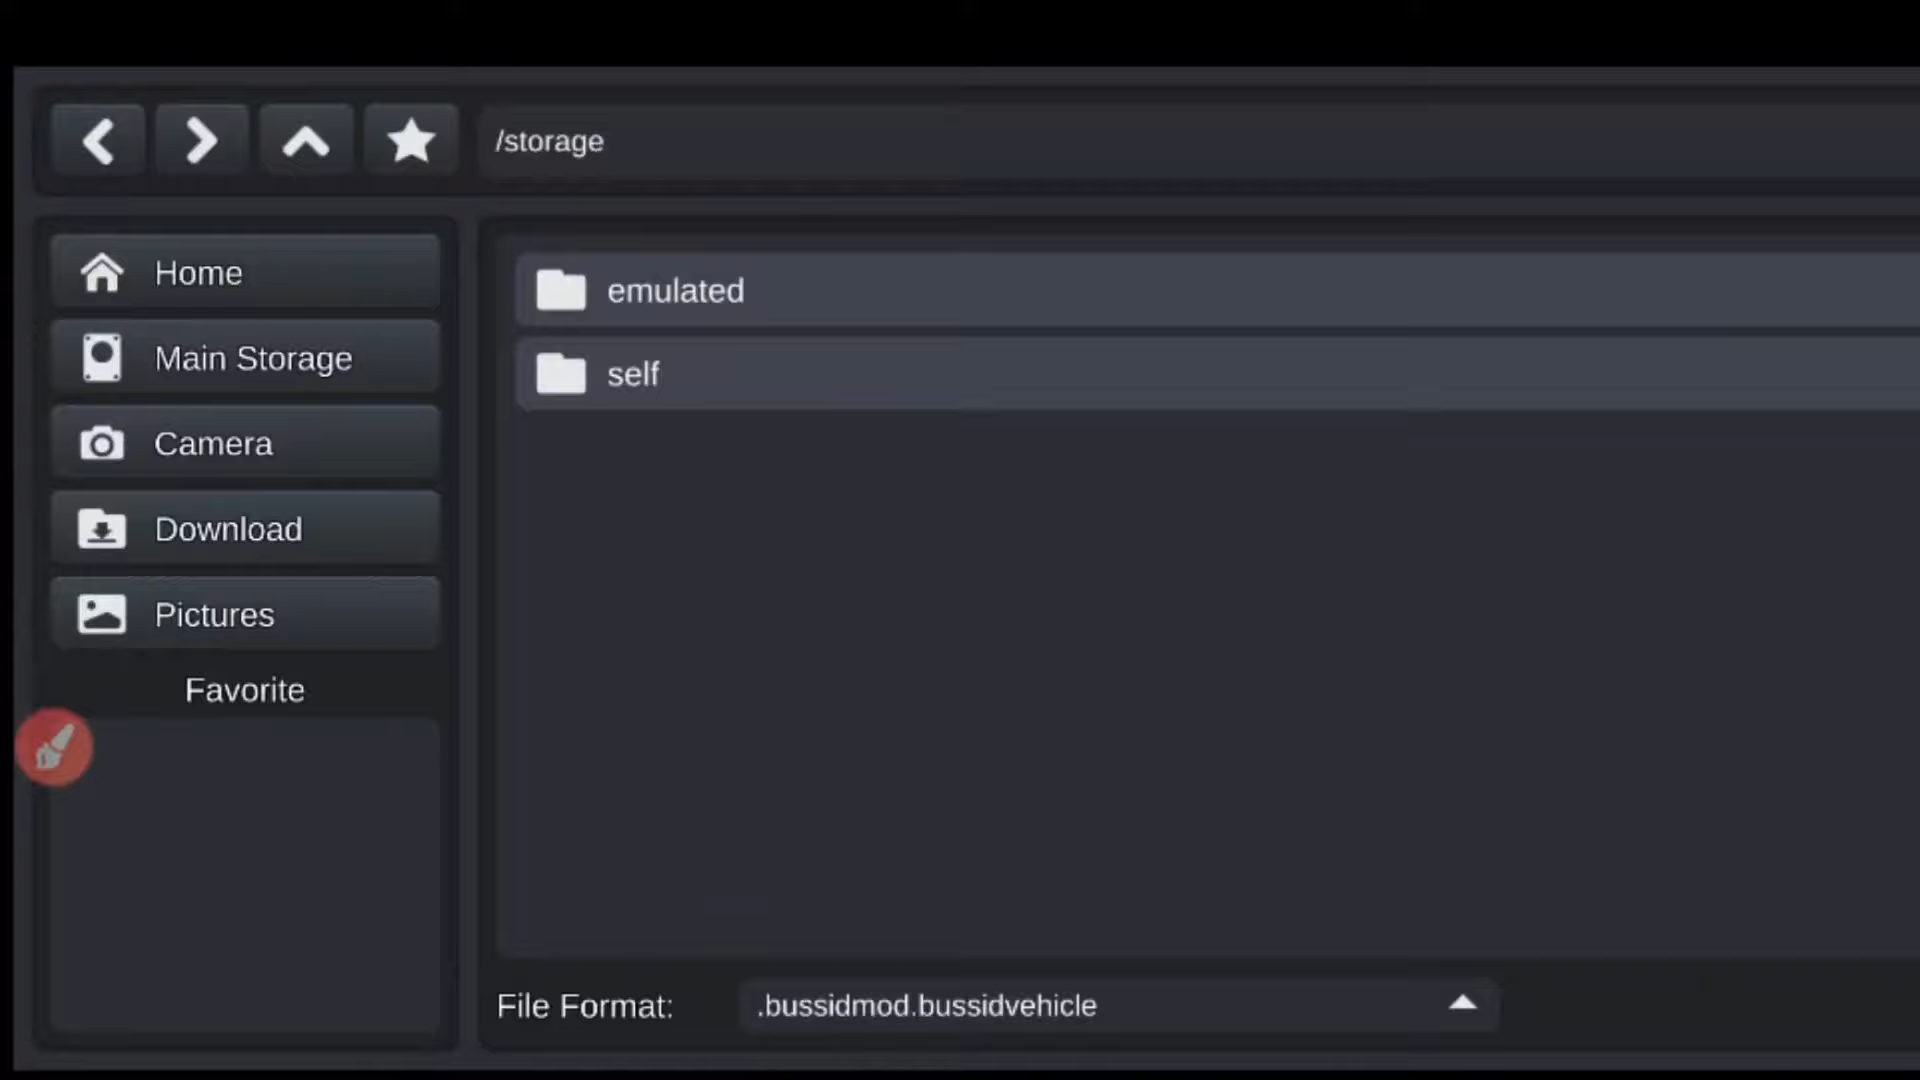 /storage
Home
Main Storage
Camera
Download
Pictures
Favorite
emulated
self
File Format:
.bussidmod.bussidvehicle